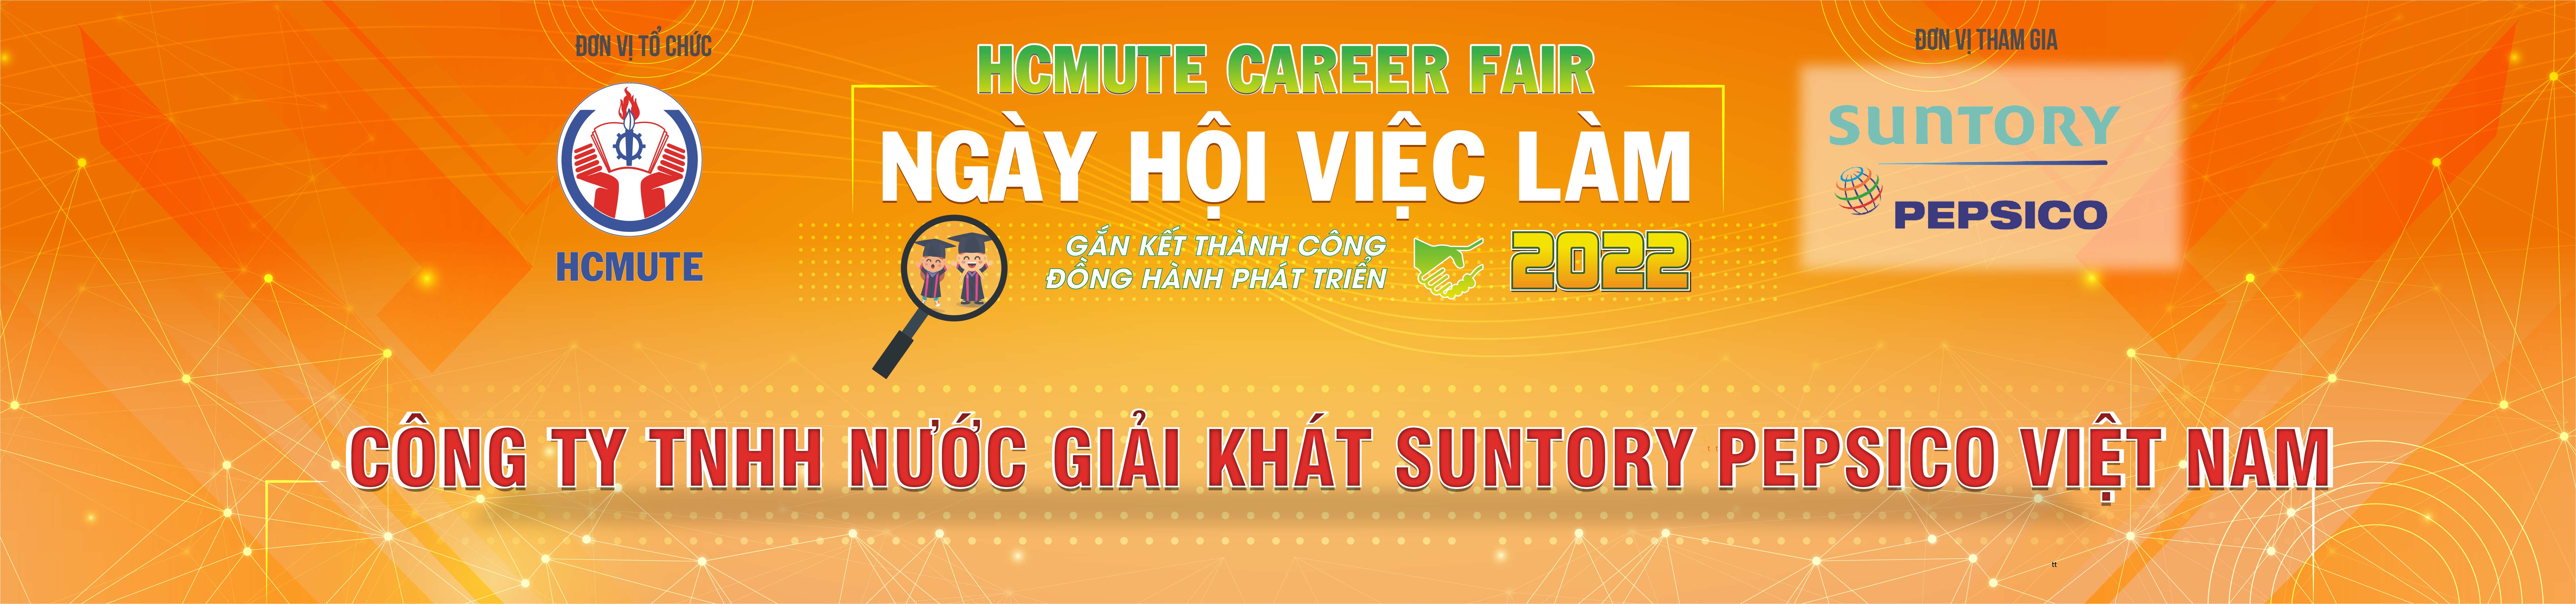 ĐƠN VỊ TỔ CHỨC
HCMUTE
HCMUTE CAREER FAIR
NGÀY HỘI VIỆC LÀM
GẮN KẾT THÀNH CÔNG
ĐỒNG HÀNH PHÁT TRIỂN
2022
ĐƠN VỊ THAM GIA
SUNTORY
PEPSICO
CÔNG TY TNHH NƯỚC GIẢI KHÁT SUNTORY PEPSICO VIỆT NAM
t t
tt